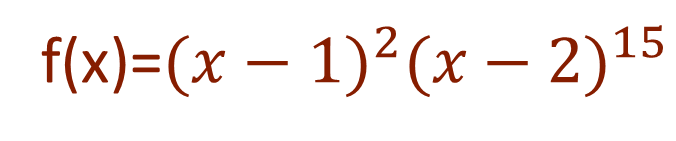 f(x)=(x − 1)²(x − 2)¹⁵